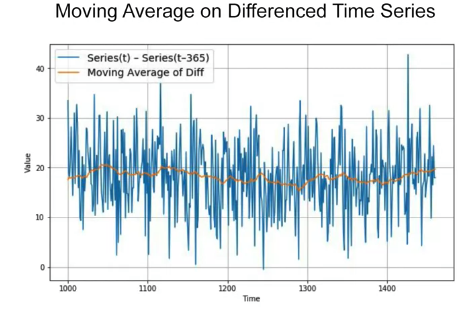 Moving Average on Differenced Time Series
Series(t) – Series(t–365)
Moving Average of Diff
40
30
20
10
0
Value
1000
1100
1200
1300
1400
Time